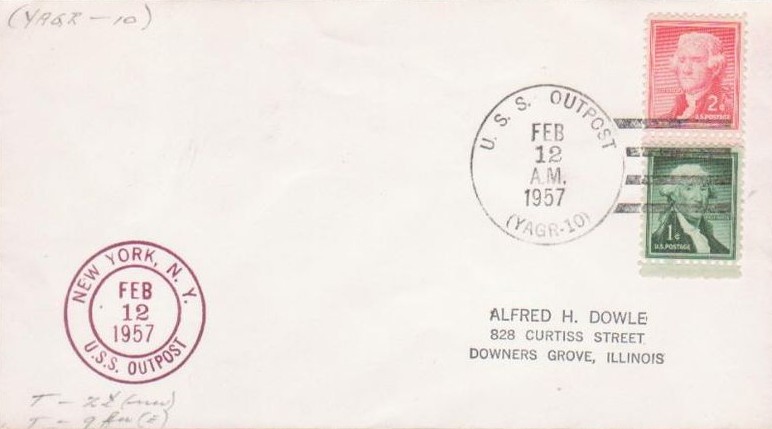 (YAGR-10)
2¢
U.S. POSTAGE
U. S. S. OUTPOST
FEB
12
A.M.
1957
(YAGR-10)
1¢
U.S. POSTAGE
NEW YORK, N. Y.
FEB
12
1957
U.S.S. OUTPOST
ALFRED H. DOWLE
828 CURTISS STREET
DOWNERS GROVE, ILLINOIS